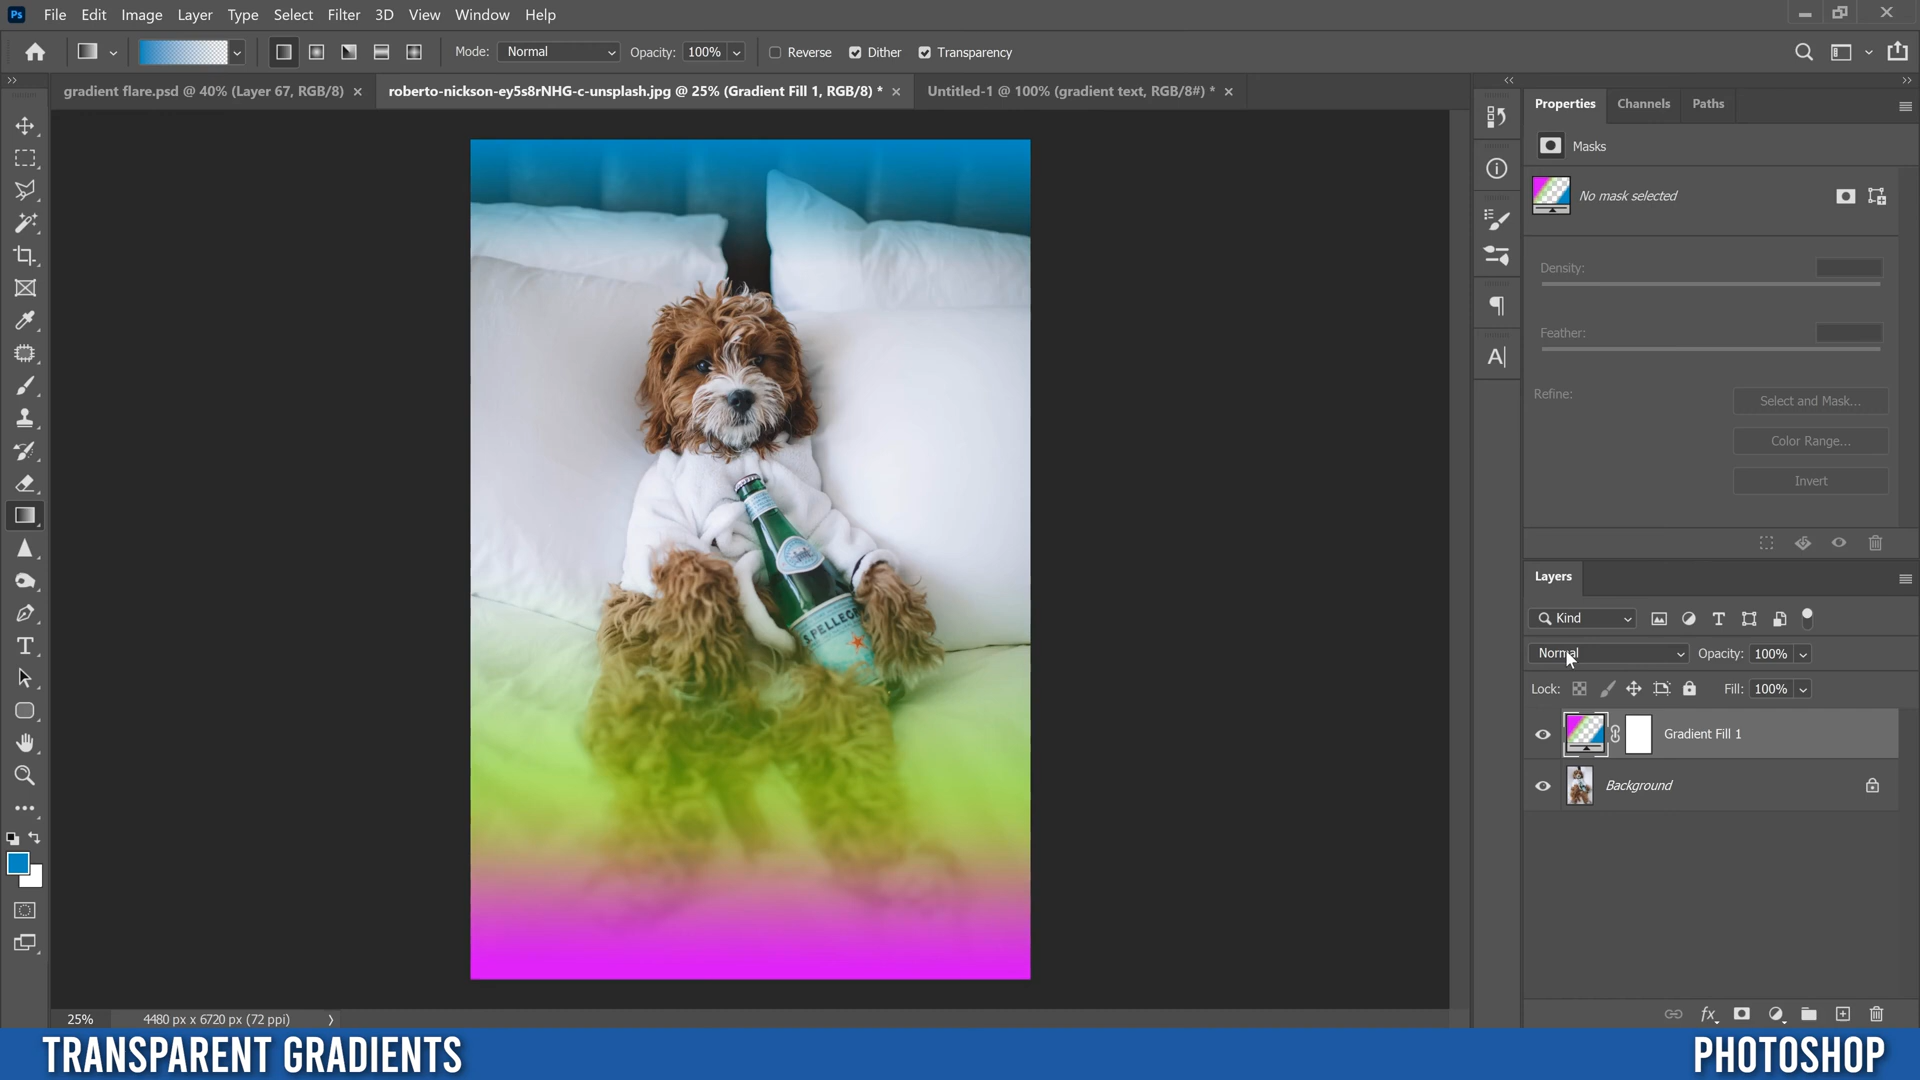 Ps File Edit Image Layer Type Select Filter 3D View Window Help
Mode: Normal Opacity: 100% Reverse Dither Transparency
gradient flare.psd @ 40% (Layer 67, RGB/8) × roberto-nickson-ey5s8rNHG-c-unsplash.jpg @ 25% (Gradient Fill 1, RGB/8) * × Untitled-1 @ 100% (gradient text, RGB/8#) * ×
Properties Channels Paths
Masks
No mask selected
Density:
Feather:
Refine: Select and Mask...
Color Range...
Invert
Layers
Kind
Normal Opacity: 100%
Lock: Fill: 100%
Gradient Fill 1
Background
S.PELLEGR
25% 4480 px x 6720 px (72 ppi)
TRANSPARENT GRADIENTS PHOTOSHOP